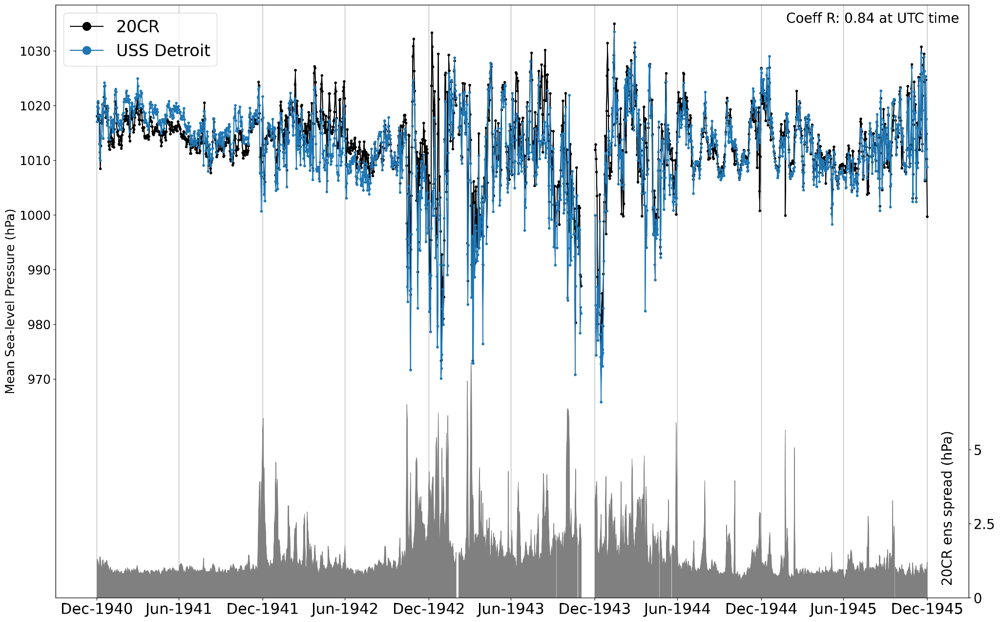 20CR
USS Detroit
Coeff R: 0.84 at UTC time
Mean Sea-level Pressure (hPa)
1030
1020
1010
1000
990
980
970
20CR ens spread (hPa)
5
2.5
0
Dec-1940 Jun-1941 Dec-1941 Jun-1942 Dec-1942 Jun-1943 Dec-1943 Jun-1944 Dec-1944 Jun-1945 Dec-1945